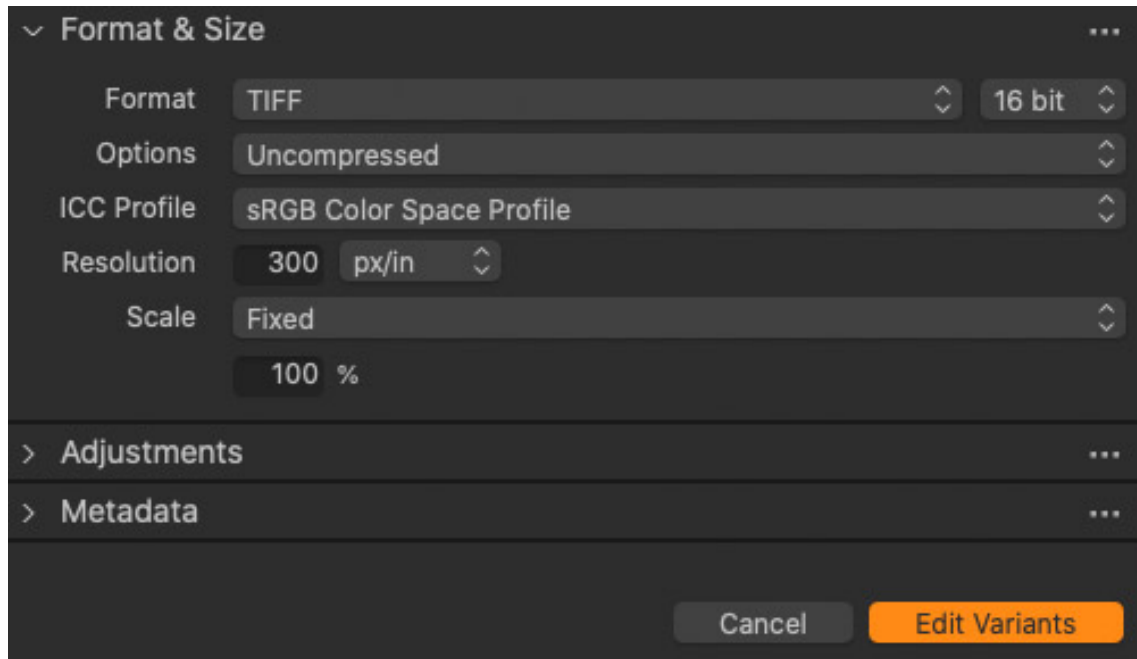 Format & Size
Format TIFF 16 bit
Options Uncompressed
ICC Profile sRGB Color Space Profile
Resolution 300 px/in
Scale Fixed
100 %
Adjustments
Metadata
Cancel Edit Variants